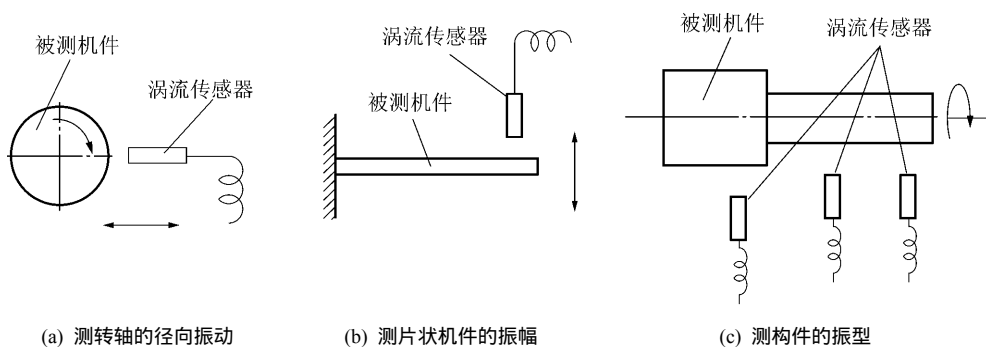 被测机件
涡流传感器
(a) 测转轴的径向振动
涡流传感器
被测机件
(b) 测片状机件的振幅
被测机件
涡流传感器
(c) 测构件的振型